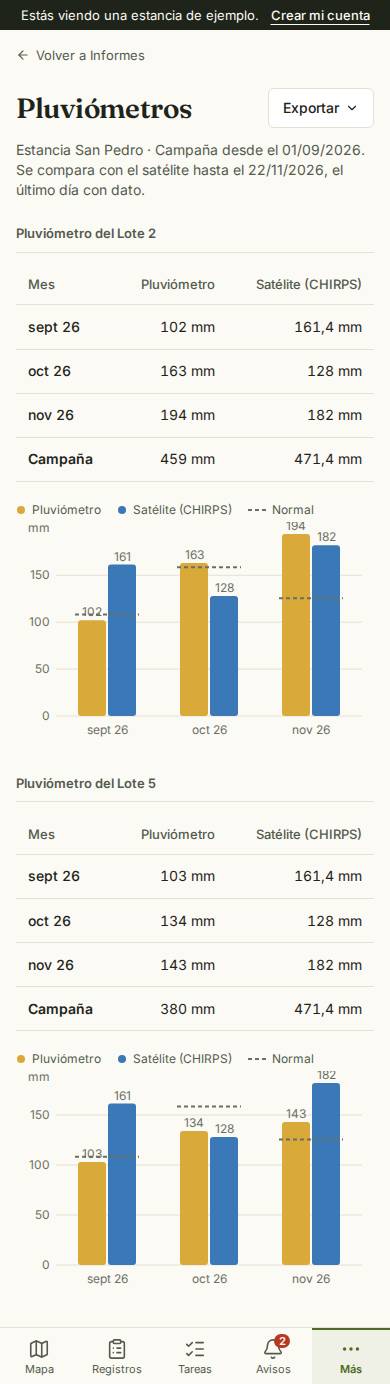 Estás viendo una estancia de ejemplo. Crear mi cuenta
← Volver a Informes
Pluviómetros
Exportar
Estancia San Pedro · Campaña desde el 01/09/2026.
Se compara con el satélite hasta el 22/11/2026, el
último día con dato.
Pluviómetro del Lote 2
Mes Pluviómetro Satélite (CHIRPS)
sept 26 102 mm 161,4 mm
oct 26 163 mm 128 mm
nov 26 194 mm 182 mm
Campaña 459 mm 471,4 mm
Pluviómetro Satélite (CHIRPS) Normal
mm
194
182
163
161
150
128
102
100
50
0
sept 26 oct 26 nov 26
Pluviómetro del Lote 5
Mes Pluviómetro Satélite (CHIRPS)
sept 26 103 mm 161,4 mm
oct 26 134 mm 128 mm
nov 26 143 mm 182 mm
Campaña 380 mm 471,4 mm
Pluviómetro Satélite (CHIRPS) Normal
mm
182
161
150
143
134
128
103
100
50
0
sept 26 oct 26 nov 26
2
Mapa Registros Tareas Avisos Más